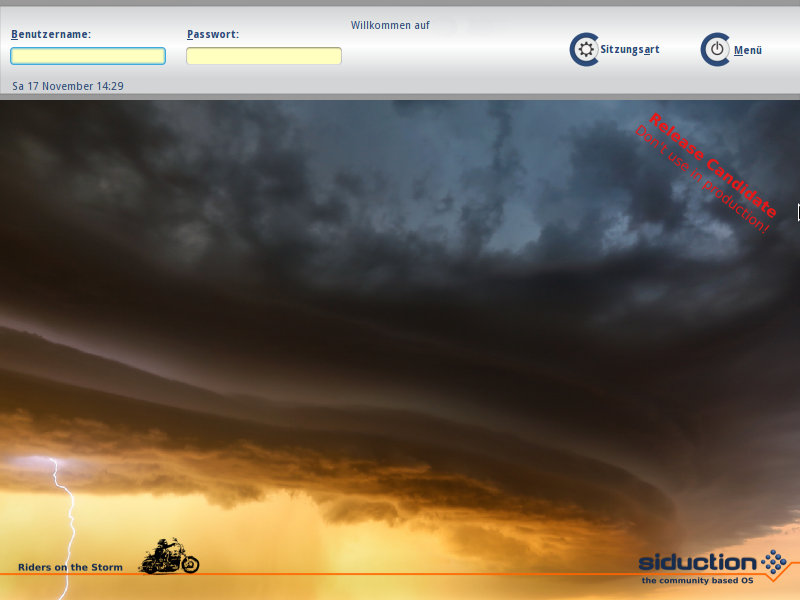 Willkommen auf
Benutzername:
Passwort:
Sitzungsart
Menü
Sa 17 November 14:29
Release Candidate
Don't use in production!
Riders on the Storm
siduction
the community based OS